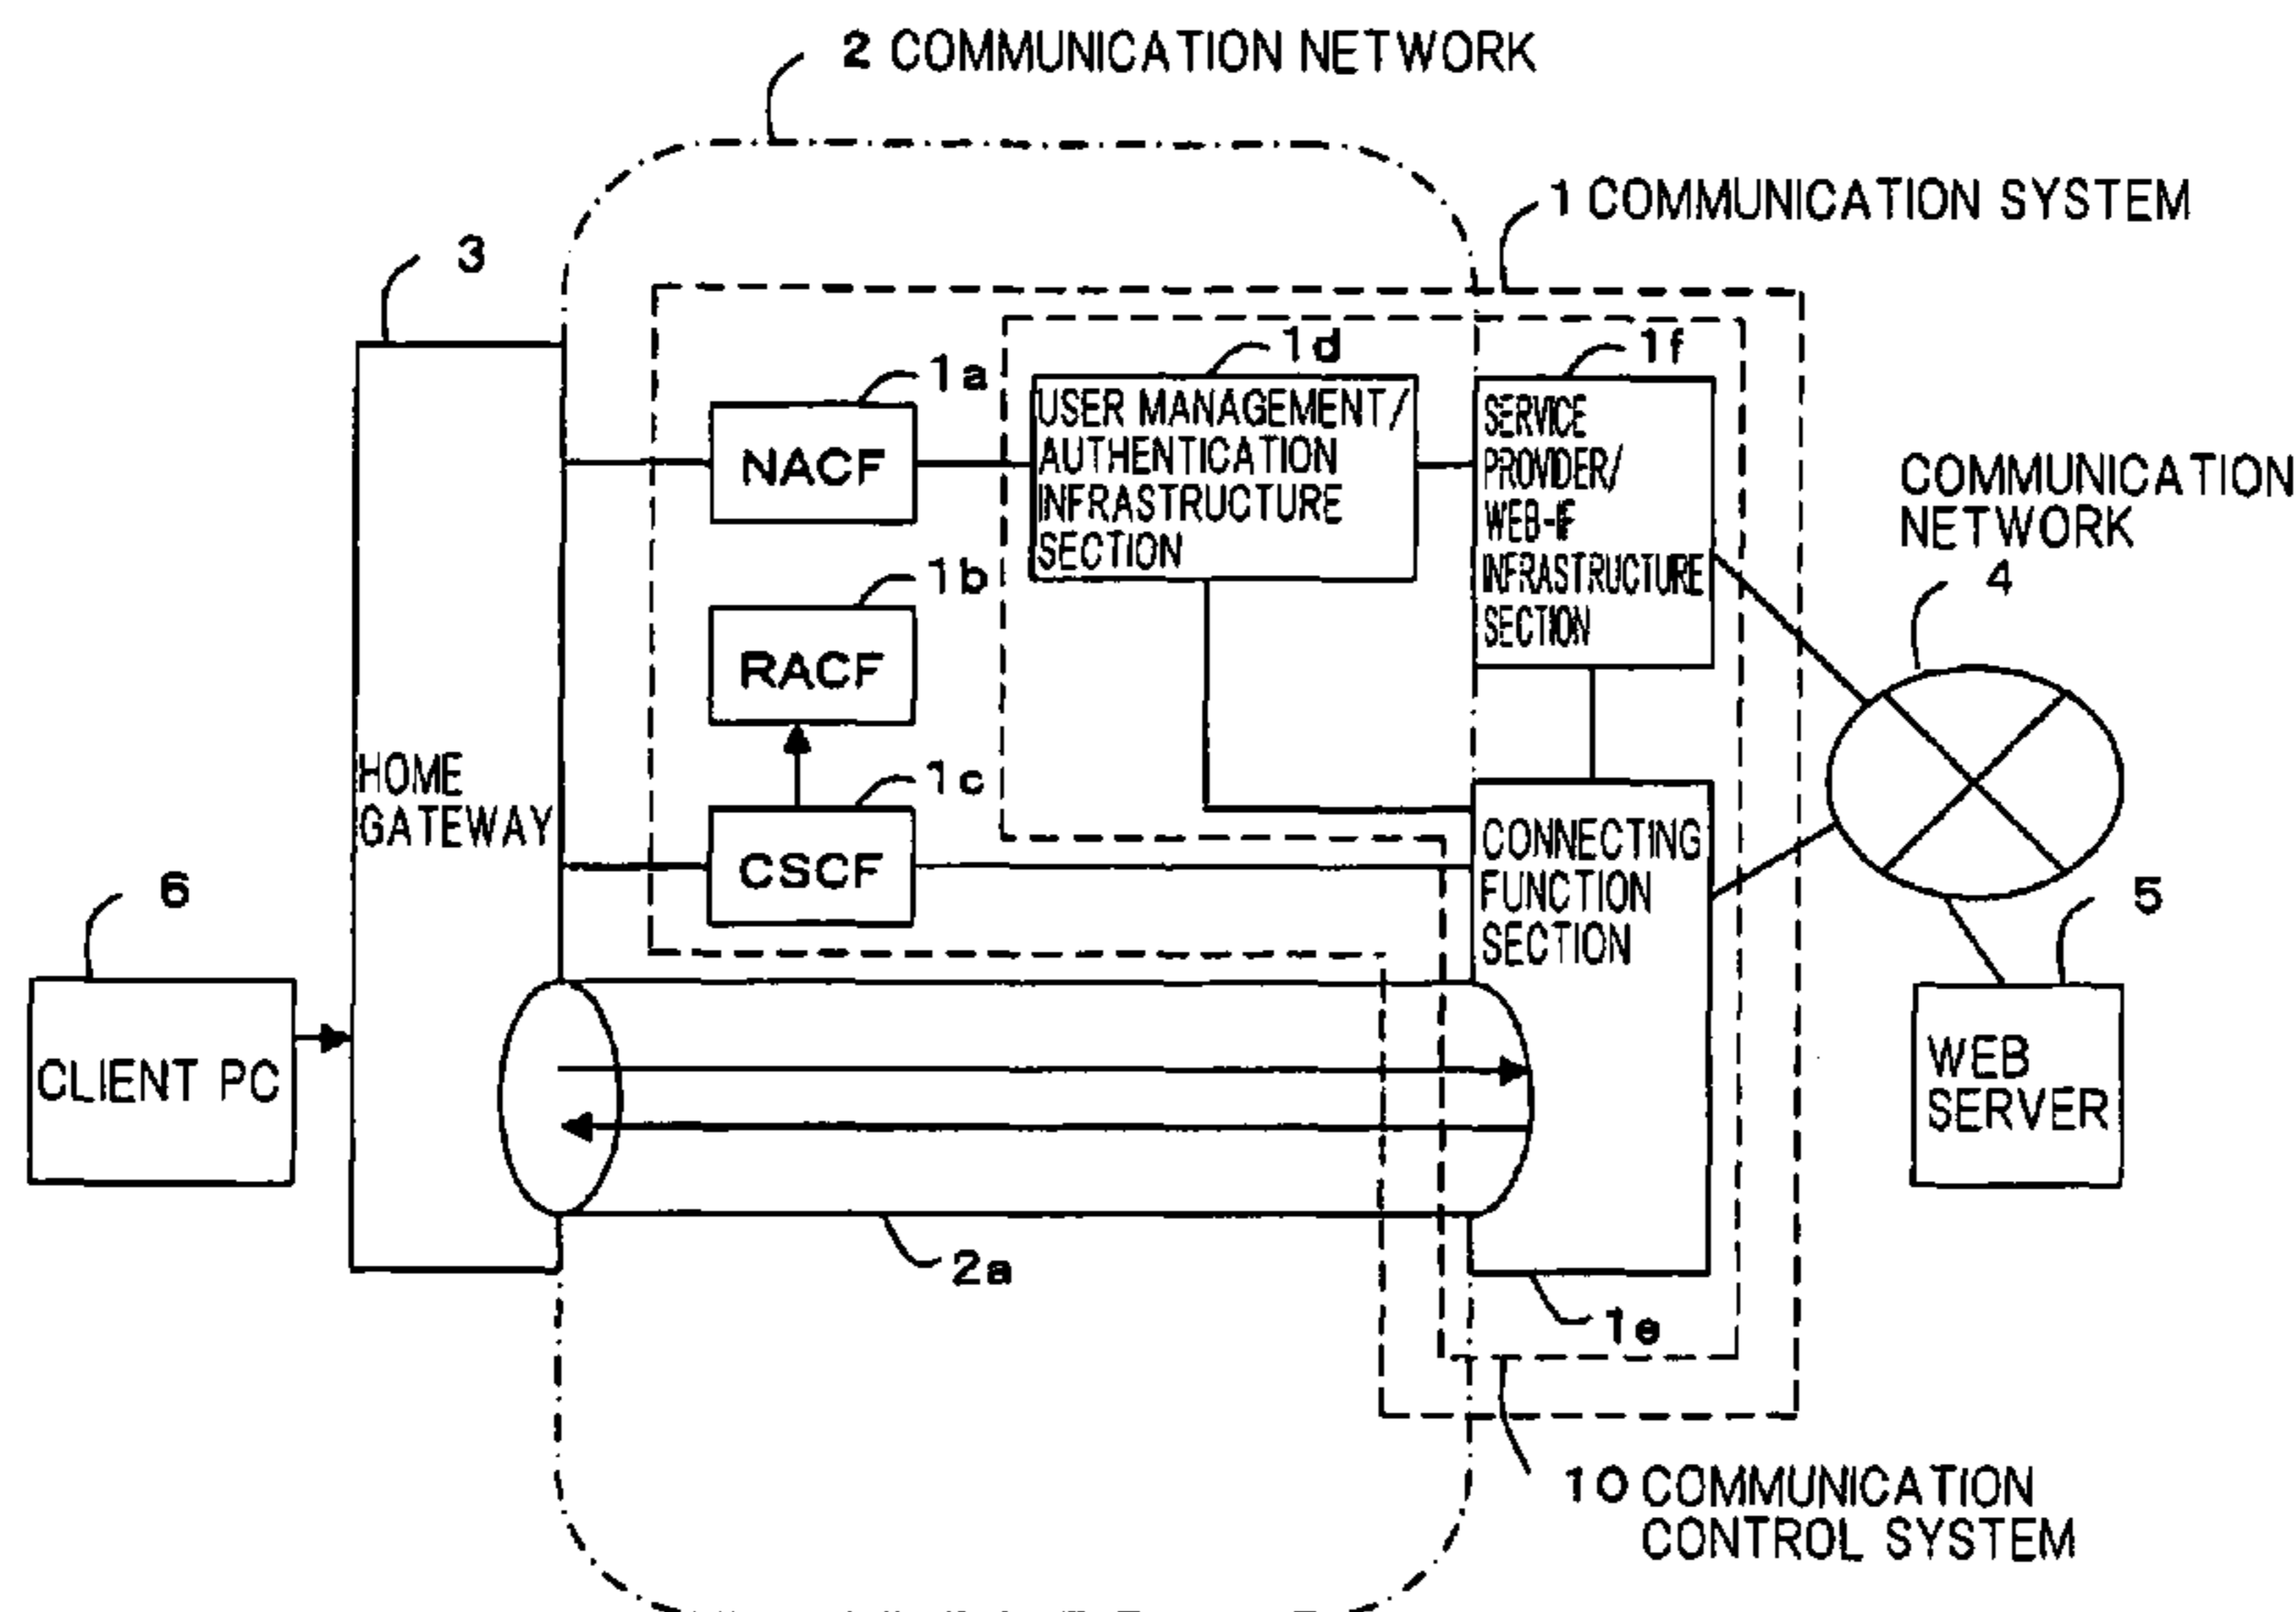 2 COMMUNICATION NETWORK
1 COMMUNICATION SYSTEM
3
1a
1d
1f
NACF
USER MANAGEMENT/
AUTHENTICATION
INFRASTRUCTURE
SECTION
SERVICE
PROVIDER/
WEB-IF
INFRASTRUCTURE
SECTION
COMMUNICATION
NETWORK
4
1b
RACF
HOME
GATEWAY
1c
CSCF
CONNECTING
FUNCTION
SECTION
6
5
CLIENT PC
WEB
SERVER
2a
1e
10 COMMUNICATION
CONTROL SYSTEM